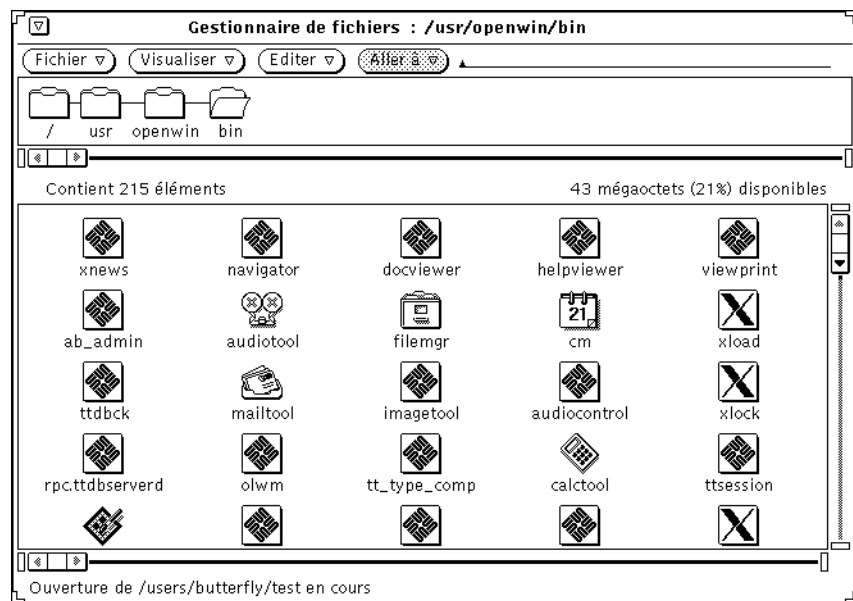 Gestionnaire de fichiers : /usr/openwin/bin
Fichier Visualiser Editer Aller à
/ usr openwin bin
Contient 215 éléments 43 mégaoctets (21%) disponibles
xnews navigator docviewer helpviewer viewprint
21
ab_admin audiotool filemgr cm xload
ttdbck mailtool imagetool audiocontrol xlock
rpc.ttdbserverd olwm tt_type_comp calctool ttsession
Ouverture de /users/butterfly/test en cours